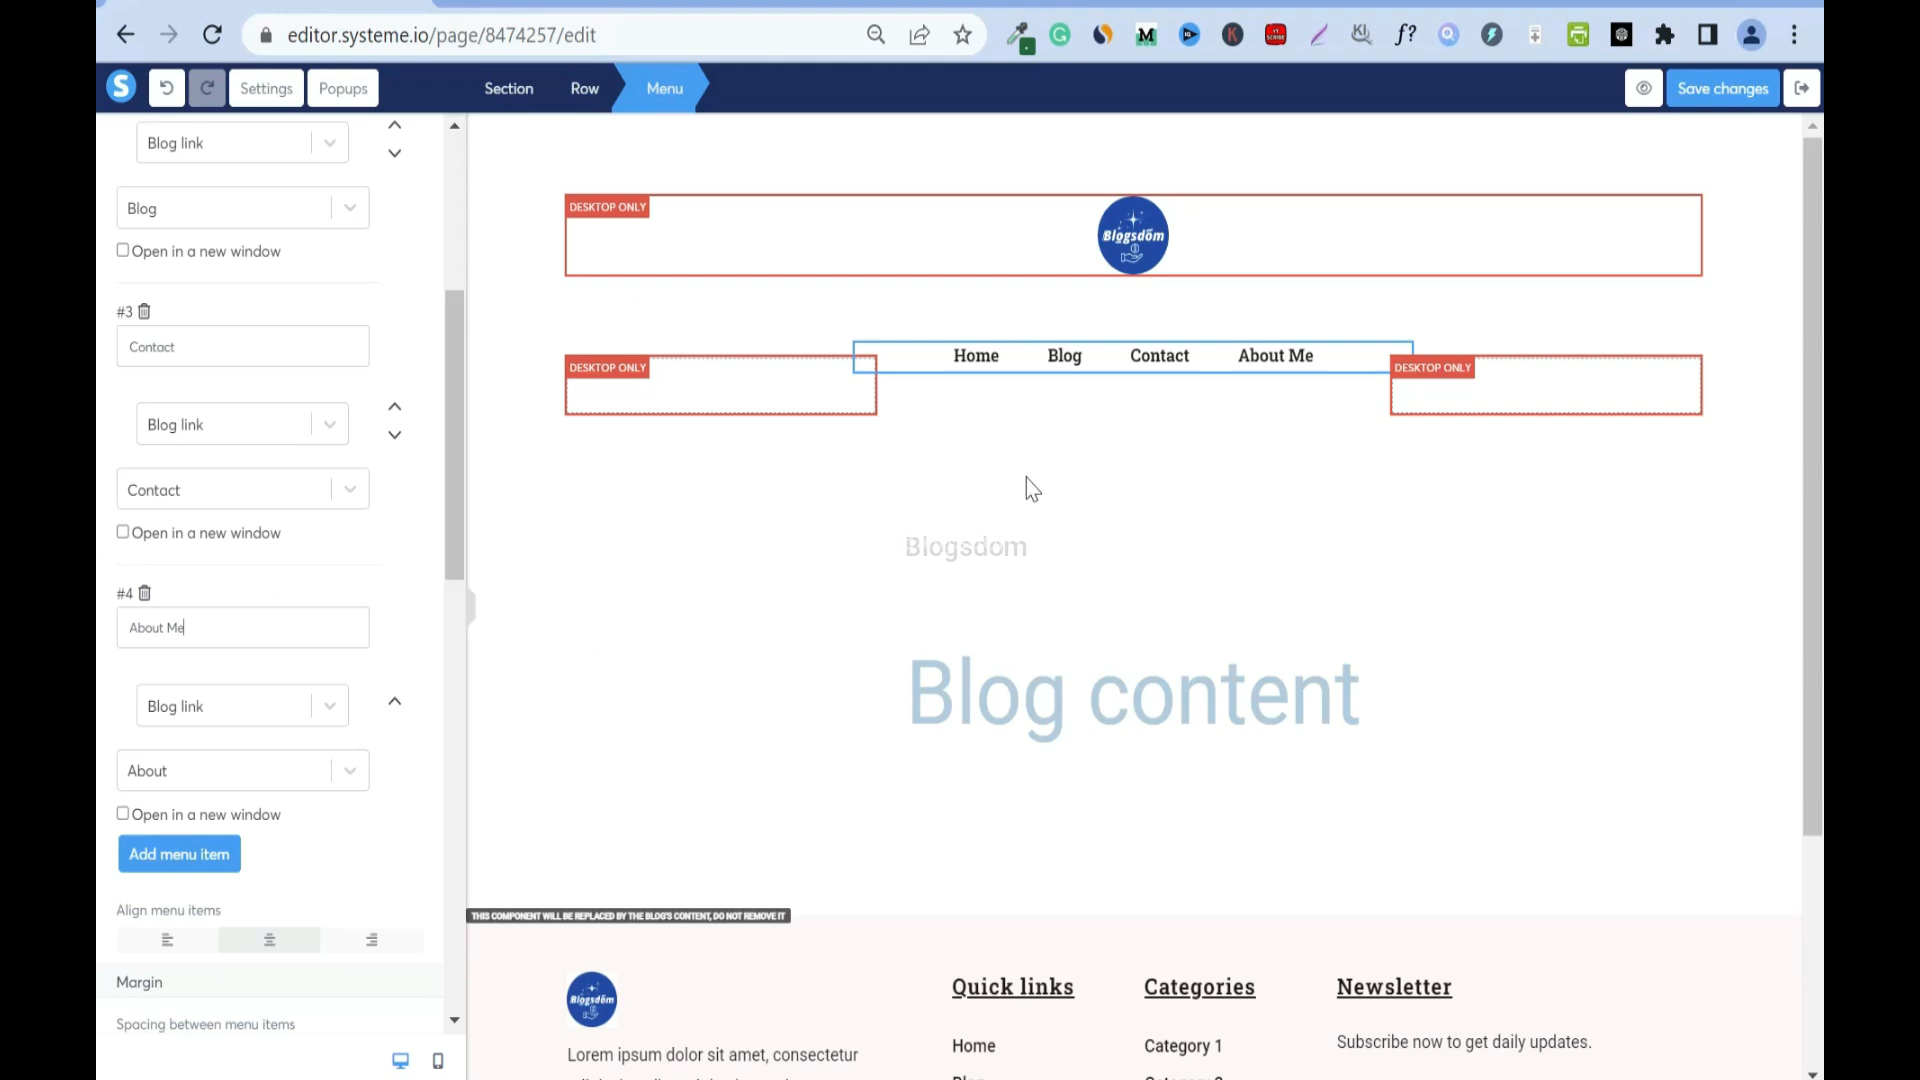 editor.systeme.io/page/8474257/edit
S
Settings
Popups
Section
Row
Menu
Save changes
Blog link
Blog
Open in a new window
#3
Contact
Blog link
Contact
Open in a new window
#4
About Me
Blog link
About
Open in a new window
Add menu item
Align menu items
Margin
Spacing between menu items
DESKTOP ONLY
Blogsdom
Home Blog Contact About Me
DESKTOP ONLY
DESKTOP ONLY
Blogsdom
Blog content
THIS COMPONENT WILL BE REPLACED BY THE BLOG'S CONTENT, DO NOT REMOVE IT
Blogsdom
Lorem ipsum dolor sit amet, consectetur
Quick links
Home
Categories
Category 1
Newsletter
Subscribe now to get daily updates.